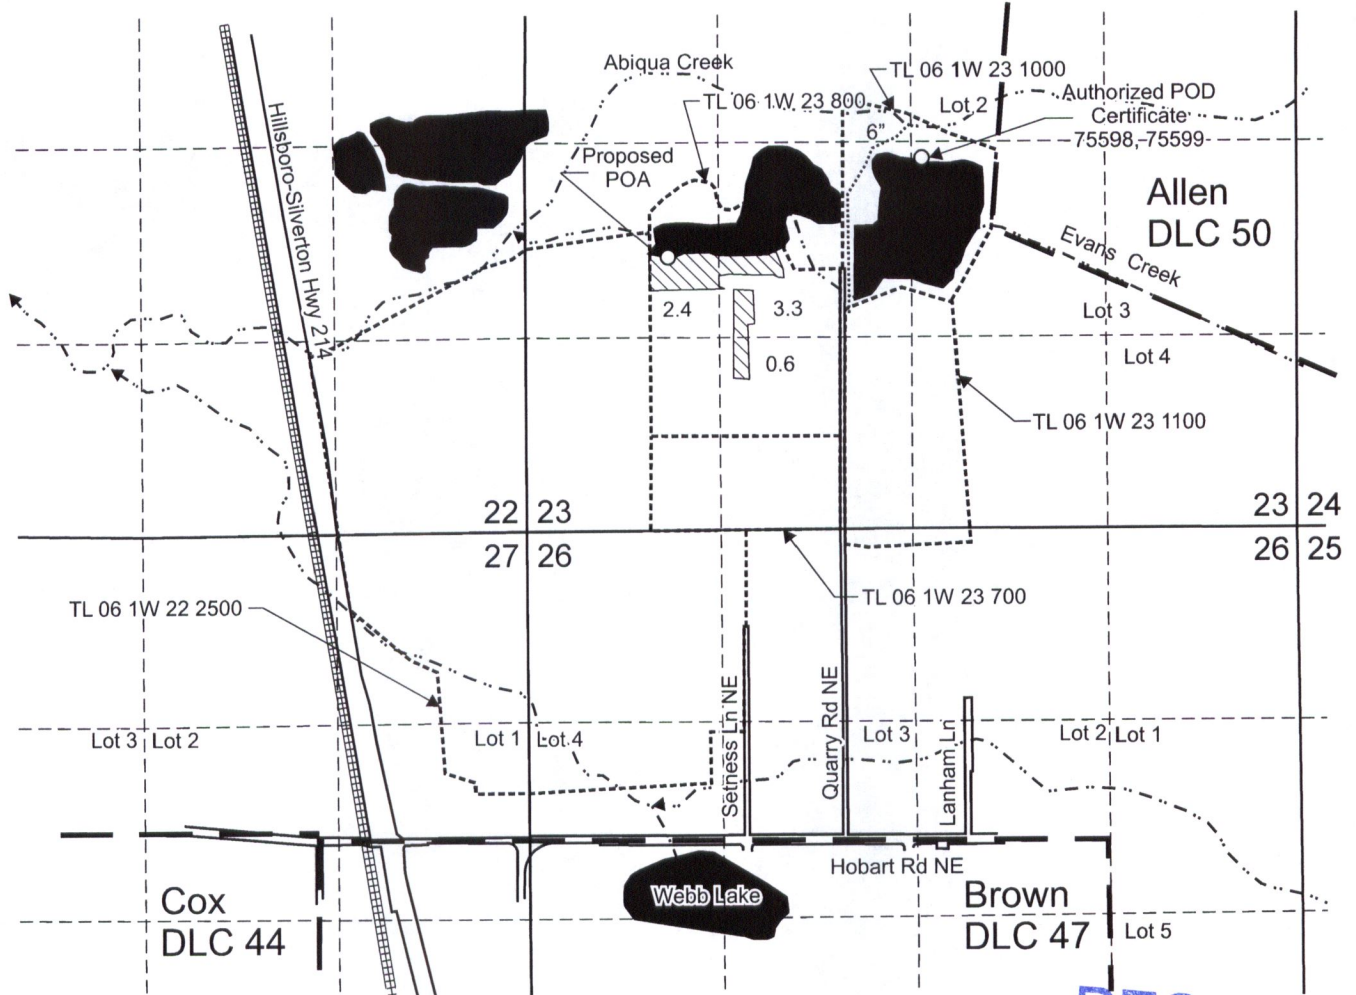 Abiqua Creek
TL 06 1W 23 1000
TL 06 1W 23 800
Lot 2
Authorized POD
Certificate
75598, 75599
6"
Hillsboro-Silverton Hwy 214
Proposed
POA
Allen
DLC 50
Evans Creek
2.4
3.3
Lot 3
Lot 4
0.6
TL 06 1W 23 1100
22 23
23 24
27 26
26 25
TL 06 1W 22 2500
TL 06 1W 23 700
Setness Ln NE
Quarry Rd NE
Lanham Ln
Lot 3 Lot 2
Lot 1 Lot 4
Lot 3
Lot 2 Lot 1
Hobart Rd NE
Cox
DLC 44
Webb Lake
Brown
DLC 47
Lot 5